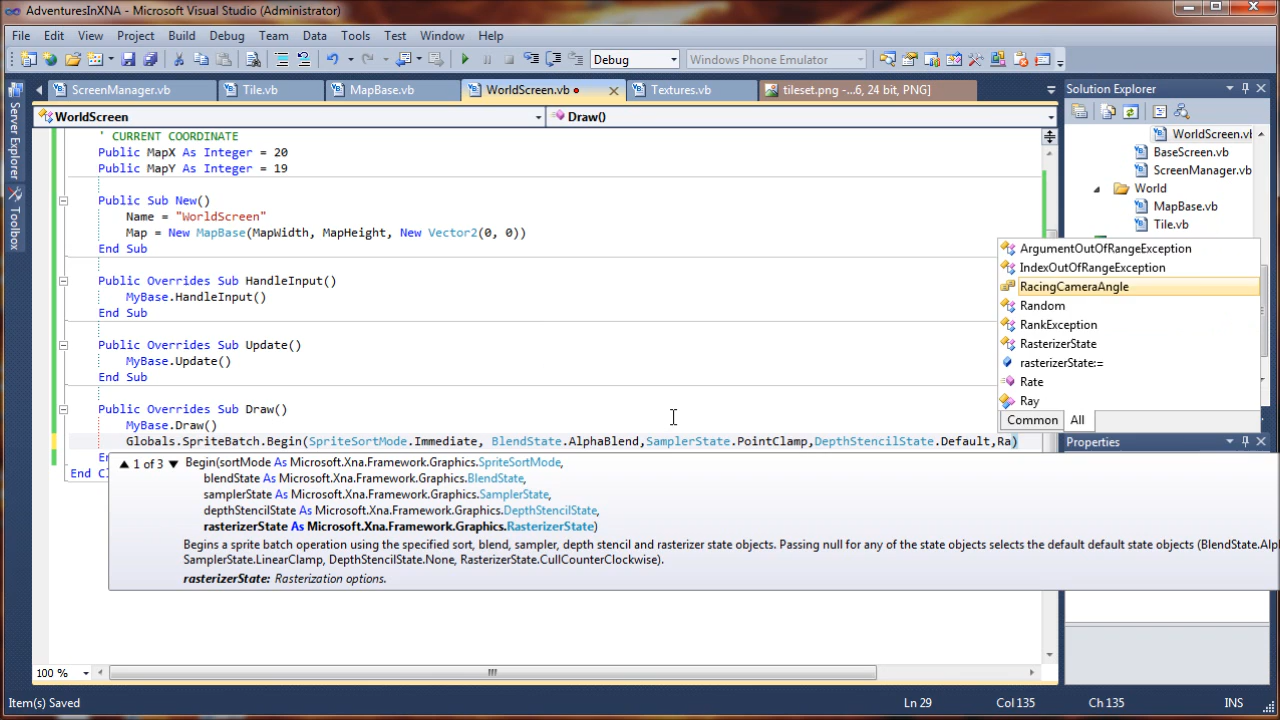 AdventuresInXNA - Microsoft Visual Studio (Administrator)
File Edit View Project Build Debug Team Data Tools Test Window Help
Debug Windows Phone Emulator
ScreenManager.vb Tile.vb MapBase.vb WorldScreen.vb Textures.vb tileset.png -...6, 24 bit, PNG] Solution Explorer
WorldScreen Draw()
Server Explorer
Toolbox
' CURRENT COORDINATE
Public MapX As Integer = 20
Public MapY As Integer = 19
Public Sub New()
Name = "WorldScreen"
Map = New MapBase(MapWidth, MapHeight, New Vector2(0, 0))
End Sub
Public Overrides Sub HandleInput()
MyBase.HandleInput()
End Sub
Public Overrides Sub Update()
MyBase.Update()
End Sub
Public Overrides Sub Draw()
MyBase.Draw()
Globals.SpriteBatch.Begin(SpriteSortMode.Immediate, BlendState.AlphaBlend,SamplerState.PointClamp,DepthStencilState.Default,Ra)
End Cl
1 of 3 Begin(sortMode As Microsoft.Xna.Framework.Graphics.SpriteSortMode,
blendState As Microsoft.Xna.Framework.Graphics.BlendState,
samplerState As Microsoft.Xna.Framework.Graphics.SamplerState,
depthStencilState As Microsoft.Xna.Framework.Graphics.DepthStencilState,
rasterizerState As Microsoft.Xna.Framework.Graphics.RasterizerState)
Begins a sprite batch operation using the specified sort, blend, sampler, depth stencil and rasterizer state objects. Passing null for any of the state objects selects the default default state objects (BlendState.Alp
SamplerState.LinearClamp, DepthStencilState.None, RasterizerState.CullCounterClockwise).
rasterizerState: Rasterization options.
WorldScreen.vb
BaseScreen.vb
ScreenManager.vb
World
MapBase.vb
Tile.vb
ArgumentOutOfRangeException
IndexOutOfRangeException
RacingCameraAngle
Random
RankException
RasterizerState
rasterizerState:=
Rate
Ray
Common All
Properties
100 %
Item(s) Saved Ln 29 Col 135 Ch 135 INS